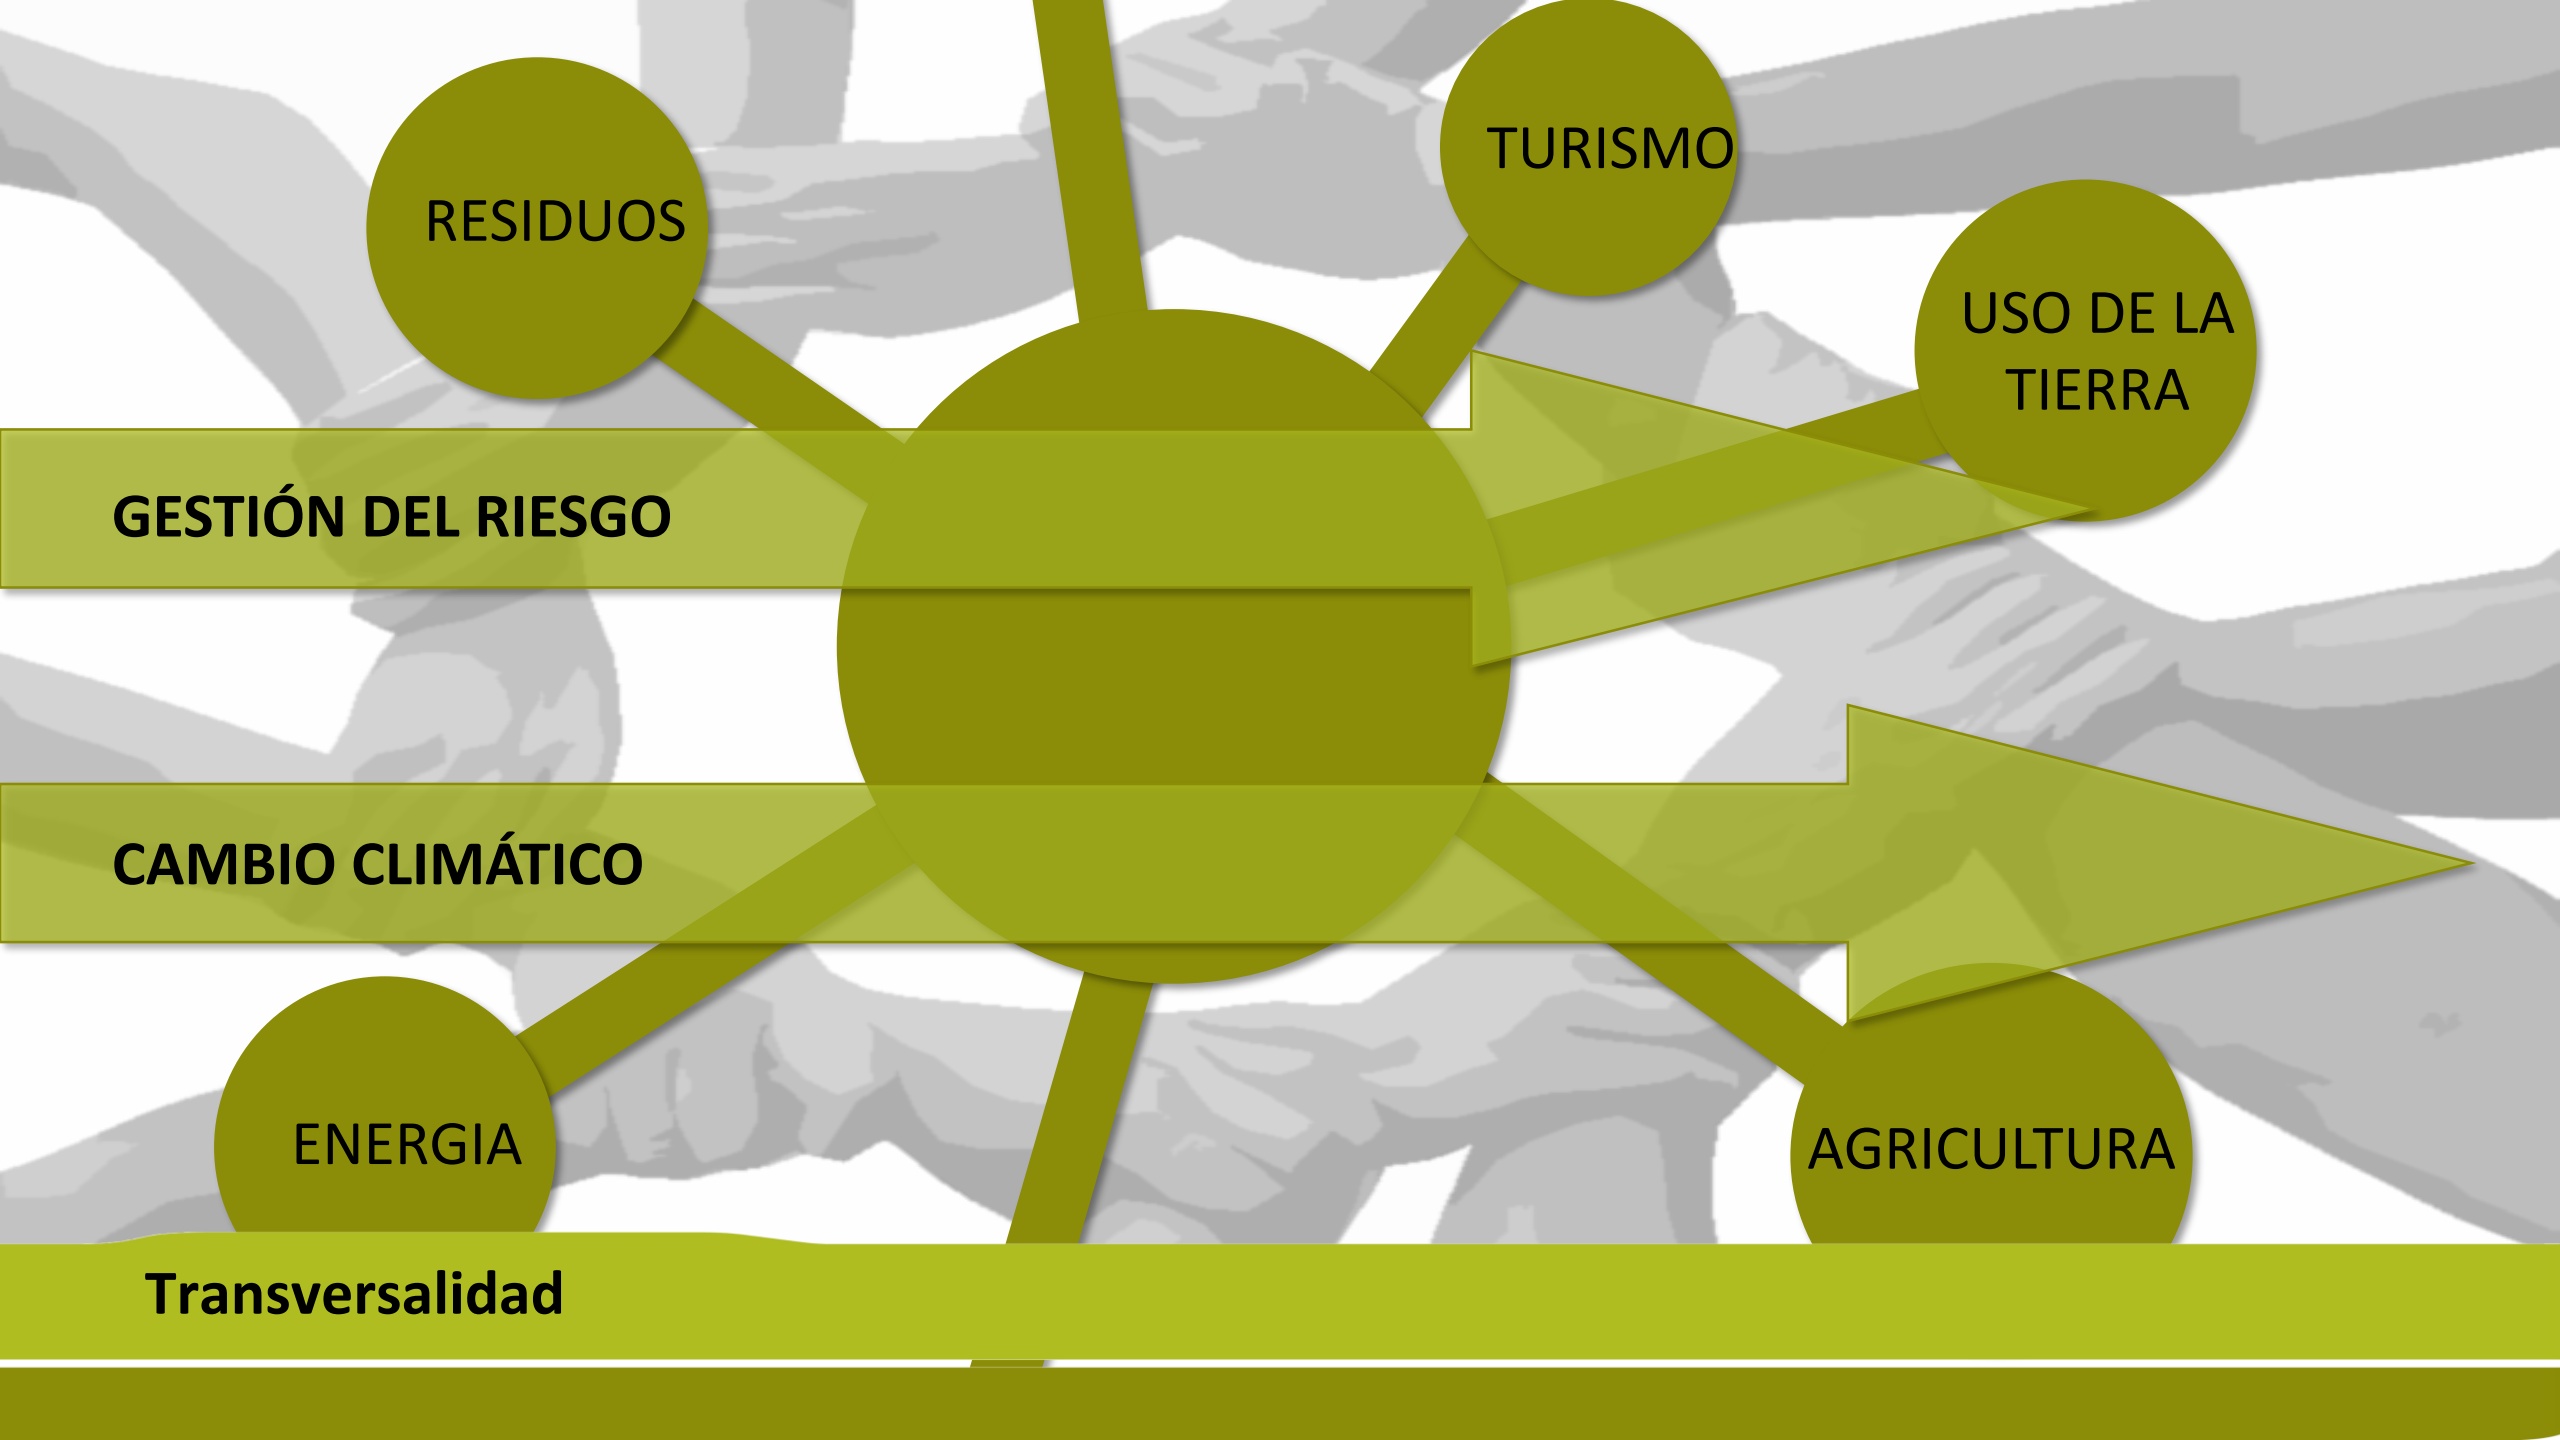 TURISMO
RESIDUOS
USO DE LA
TIERRA
GESTIÓN DEL RIESGO
CAMBIO CLIMÁTICO
ENERGIA
AGRICULTURA
Transversalidad